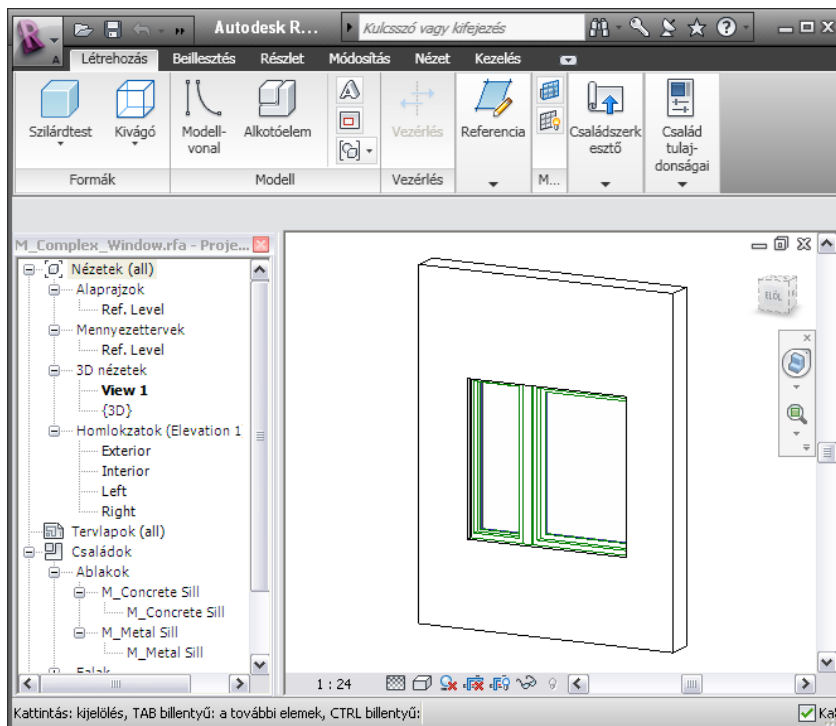 Autodesk R...
Kulcsszó vagy kifejezés
A
Létrehozás Beillesztés Részlet Módosítás Nézet Kezelés
Szilárdtest
Kivágó
Modell-
vonal
Alkotóelem
A
Vezérlés
Referencia
Családszerk
esztő
Család
tulaj-
donságai
Formák
Modell
Vezérlés
M...
M_Complex_Window.rfa - Proje...
Nézetek (all)
Alaprajzok
Ref. Level
Mennyezettervek
Ref. Level
3D nézetek
View 1
{3D}
Homlokzatok (Elevation 1
Exterior
Interior
Left
Right
Tervlapok (all)
Családok
Ablakok
M_Concrete Sill
M_Concrete Sill
M_Metal Sill
M_Metal Sill
Falak
ELÖL
1 : 24
Kattintás: kijelölés, TAB billentyű: a további elemek, CTRL billentyű:
Ka